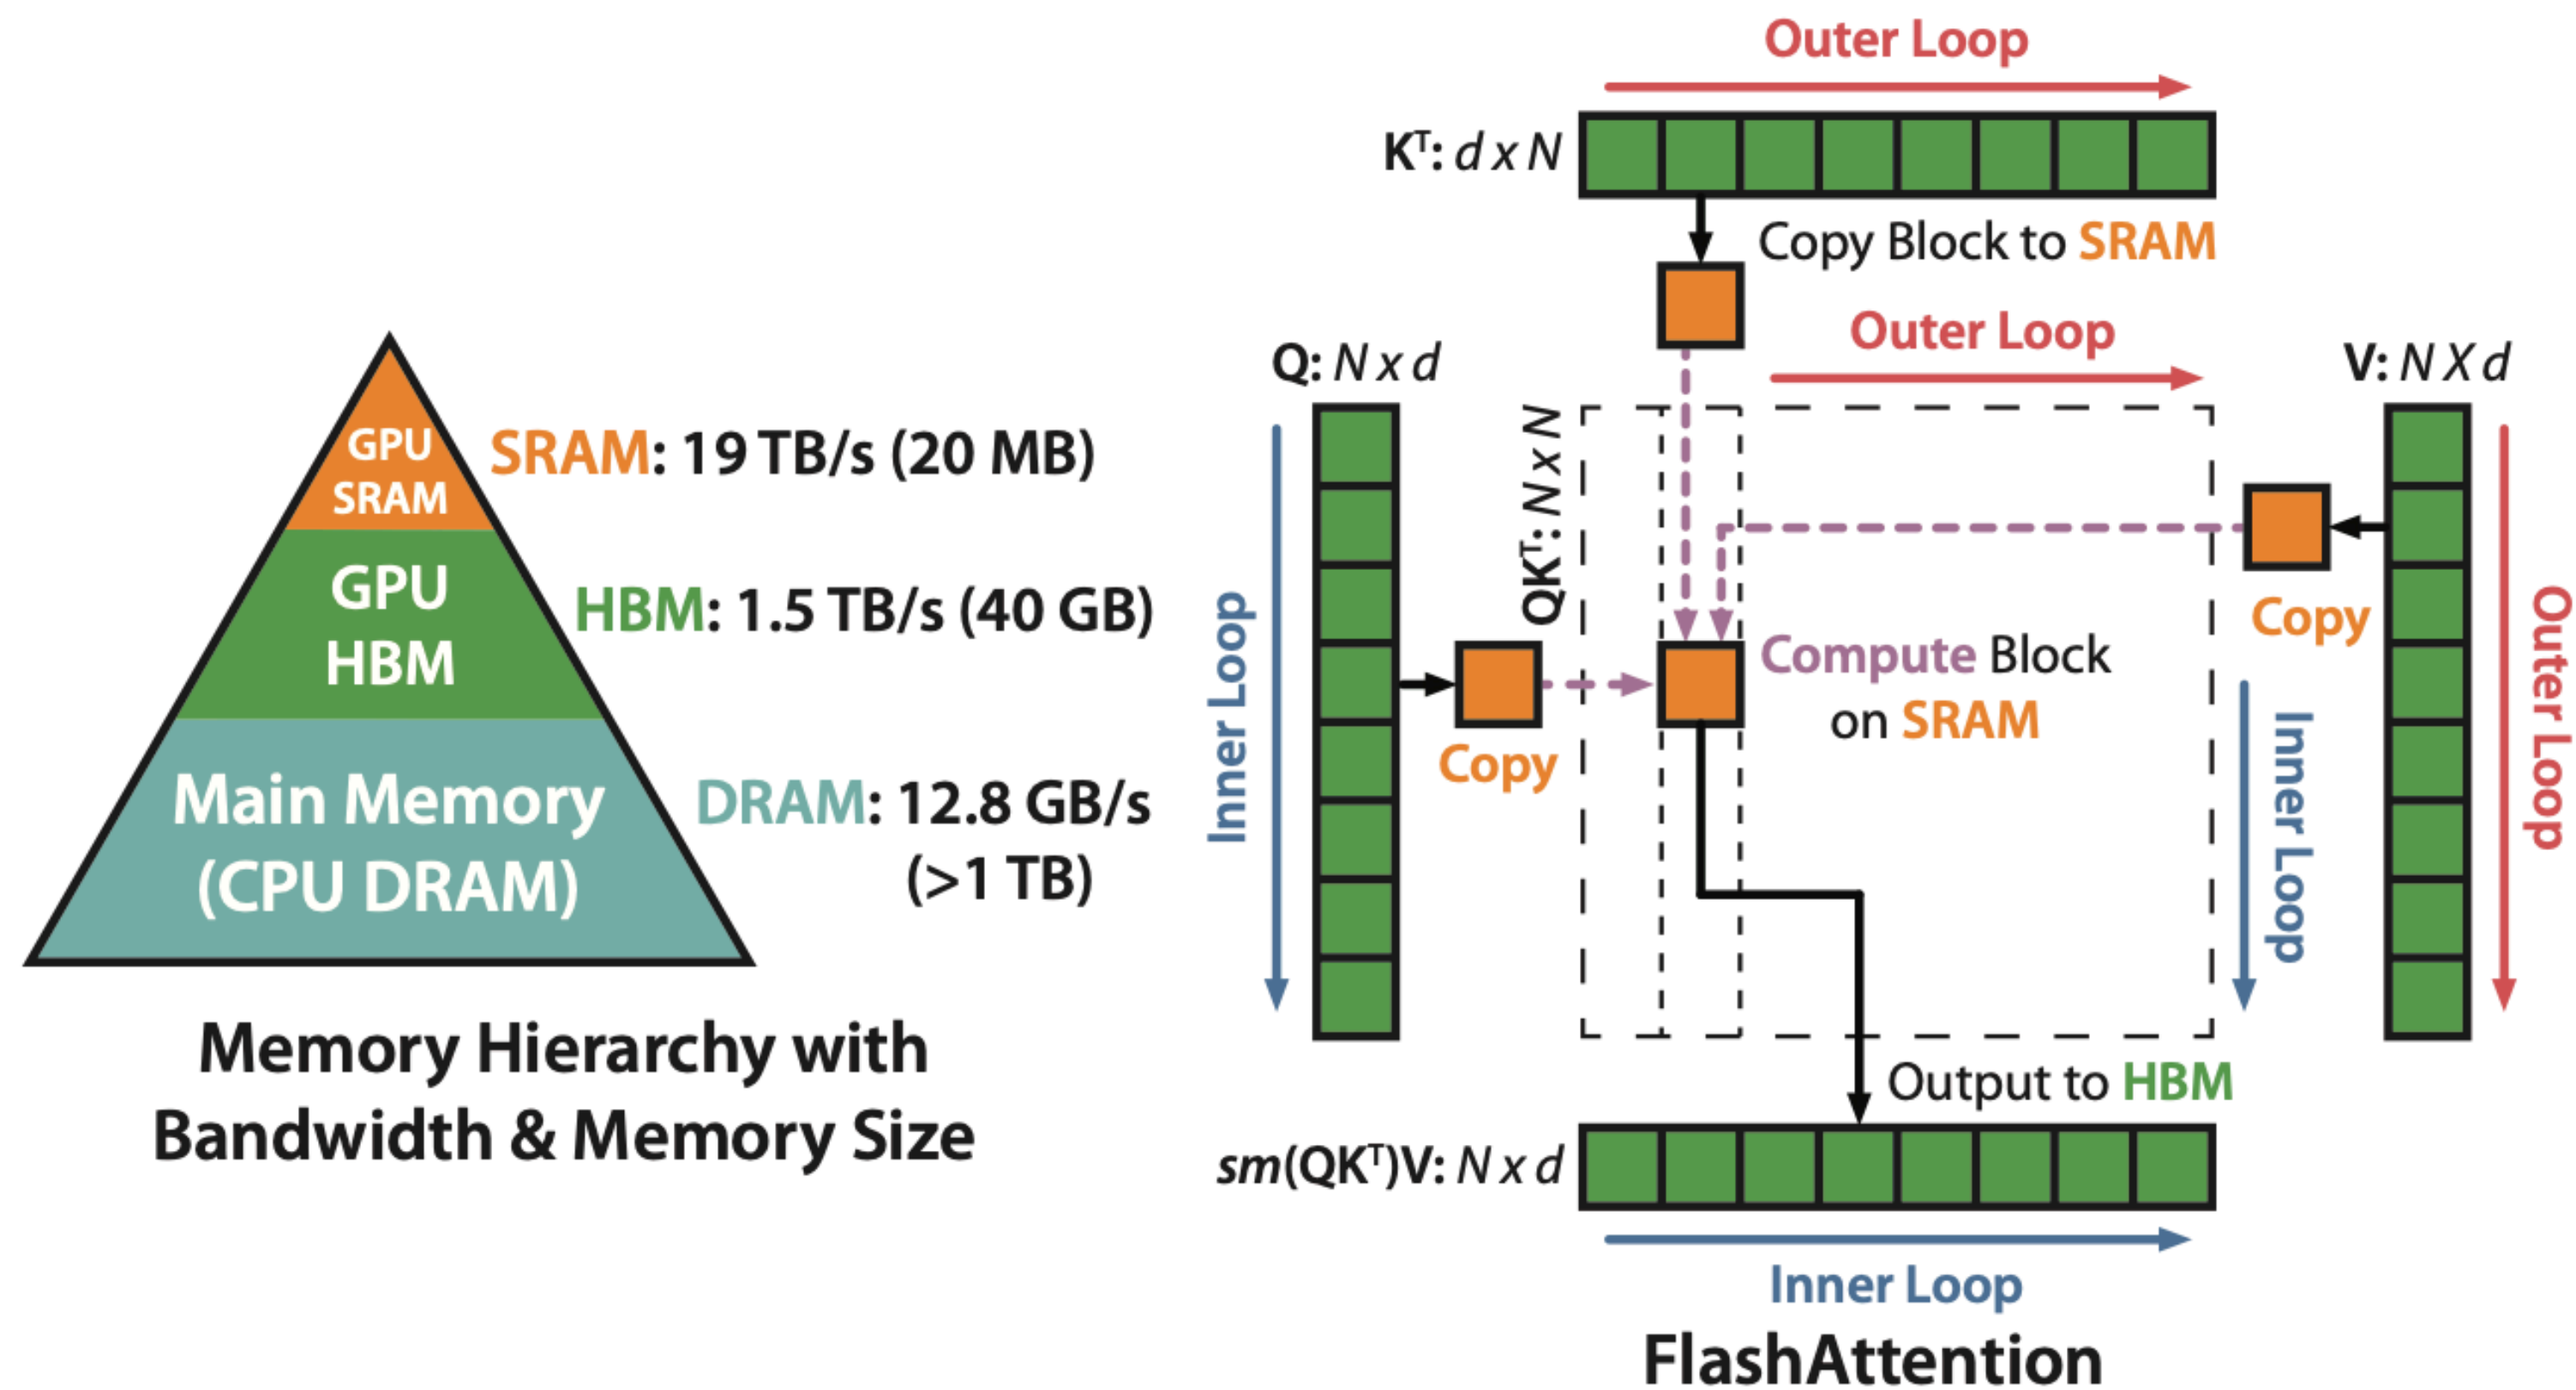 GPU
SRAM
GPU
HBM
Main Memory
(CPU DRAM)
SRAM: 19 TB/s (20 MB)
HBM: 1.5 TB/s (40 GB)
DRAM: 12.8 GB/s
(>1 TB)
Memory Hierarchy with
Bandwidth & Memory Size
Outer Loop
Kᵀ: d x N
Copy Block to SRAM
Outer Loop
Q: N x d
V: N X d
QKᵀ: N x N
Inner Loop
Copy
Compute Block
on SRAM
Copy
Inner Loop
Outer Loop
Output to HBM
sm(QKᵀ)V: N x d
Inner Loop
FlashAttention